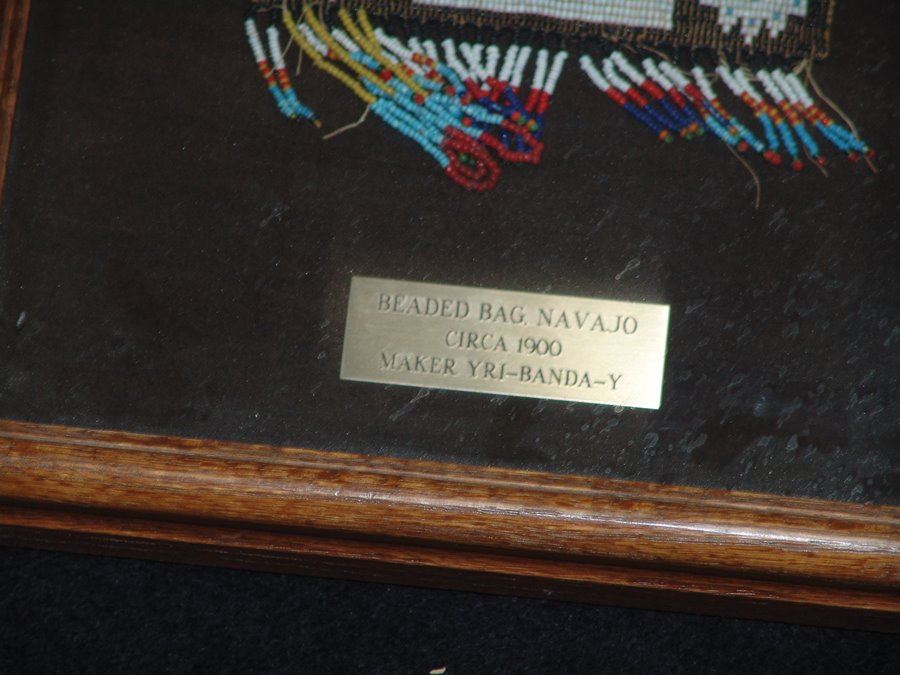 BEADED BAG, NAVAJO
CIRCA 1900
MAKER YRI-BANDA-Y